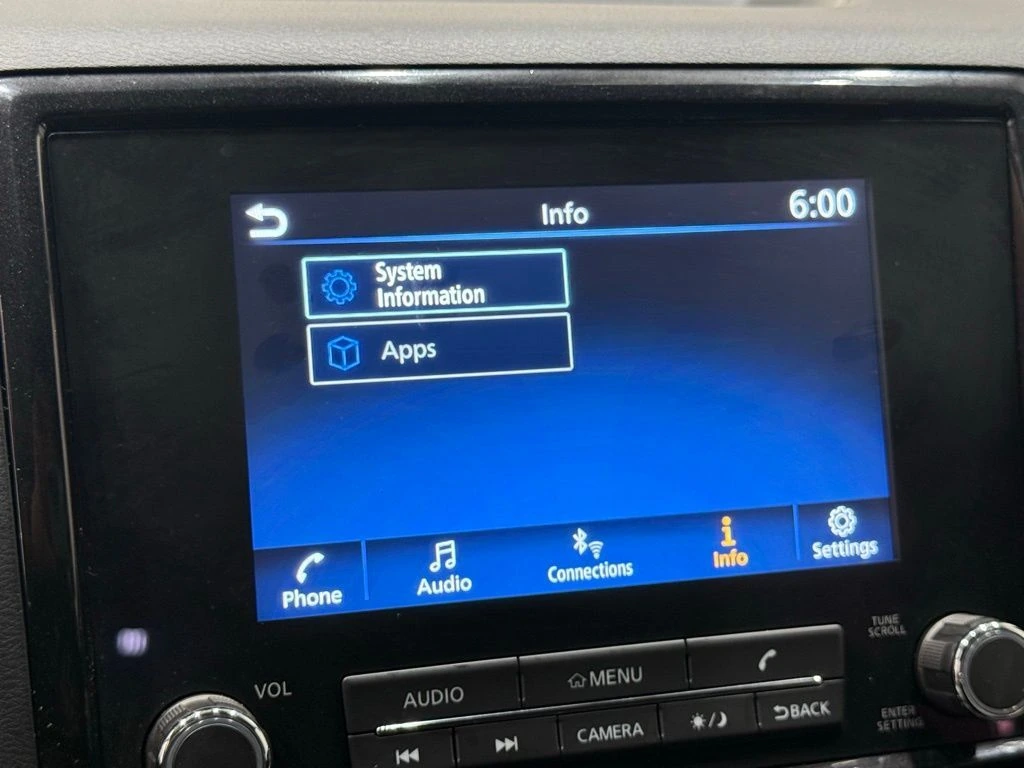 Info
6:00
System
Information
Apps
Phone
Audio
Connections
Info
Settings
TUNE
SCROLL
VOL
AUDIO
MENU
CAMERA
BACK
ENTER
SETTING